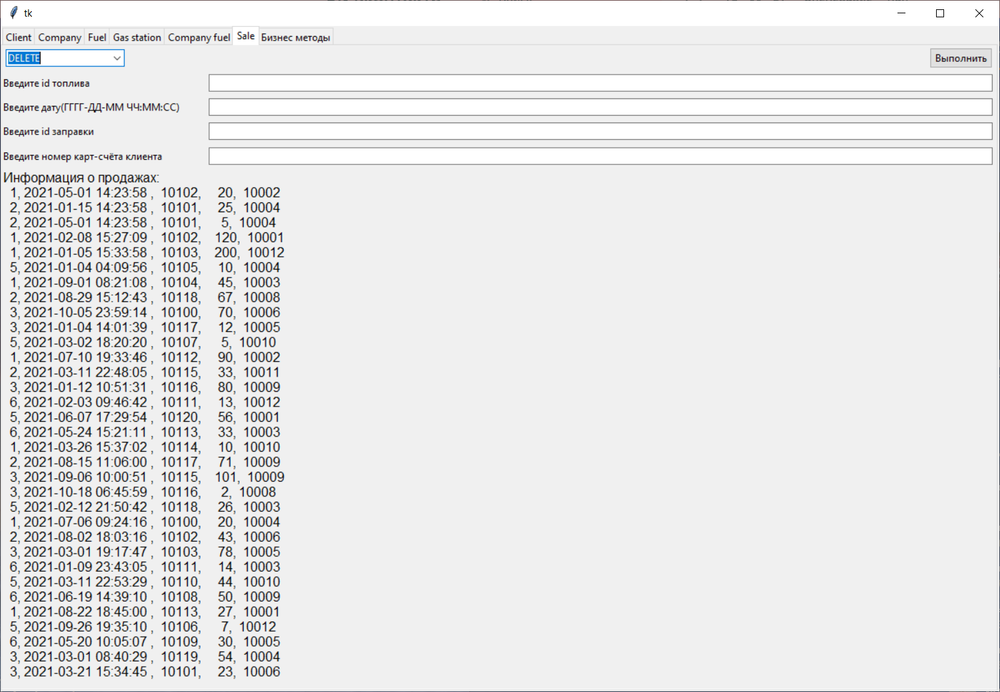 tk
Client Company Fuel Gas station Company fuel Sale Бизнес методы
DELETE Выполнить
Введите id топлива
Введите дату(ГГГГ-ДД-ММ ЧЧ:ММ:СС)
Введите id заправки
Введите номер карт-счёта клиента
Информация о продажах:
1, 2021-05-01 14:23:58 , 10102, 20, 10002
2, 2021-01-15 14:23:58 , 10101, 25, 10004
2, 2021-05-01 14:23:58 , 10101, 5, 10004
1, 2021-02-08 15:27:09 , 10102, 120, 10001
1, 2021-01-05 15:33:58 , 10103, 200, 10012
5, 2021-01-04 04:09:56 , 10105, 10, 10004
1, 2021-09-01 08:21:08 , 10104, 45, 10003
2, 2021-08-29 15:12:43 , 10118, 67, 10008
3, 2021-10-05 23:59:14 , 10100, 70, 10006
3, 2021-01-04 14:01:39 , 10117, 12, 10005
5, 2021-03-02 18:20:20 , 10107, 5, 10010
1, 2021-07-10 19:33:46 , 10112, 90, 10002
2, 2021-03-11 22:48:05 , 10115, 33, 10011
3, 2021-01-12 10:51:31 , 10116, 80, 10009
6, 2021-02-03 09:46:42 , 10111, 13, 10012
5, 2021-06-07 17:29:54 , 10120, 56, 10001
6, 2021-05-24 15:21:11 , 10113, 33, 10003
1, 2021-03-26 15:37:02 , 10114, 10, 10010
2, 2021-08-15 11:06:00 , 10117, 71, 10009
3, 2021-09-06 10:00:51 , 10115, 101, 10009
3, 2021-10-18 06:45:59 , 10116, 2, 10008
5, 2021-02-12 21:50:42 , 10118, 26, 10003
1, 2021-07-06 09:24:16 , 10100, 20, 10004
2, 2021-08-02 18:03:16 , 10102, 43, 10006
3, 2021-03-01 19:17:47 , 10103, 78, 10005
6, 2021-01-09 23:43:05 , 10111, 14, 10003
5, 2021-03-11 22:53:29 , 10110, 44, 10010
6, 2021-06-19 14:39:10 , 10108, 50, 10009
1, 2021-08-22 18:45:00 , 10113, 27, 10001
5, 2021-09-26 19:35:10 , 10106, 7, 10012
6, 2021-05-20 10:05:07 , 10109, 30, 10005
3, 2021-03-01 08:40:29 , 10119, 54, 10004
3, 2021-03-21 15:34:45 , 10101, 23, 10006